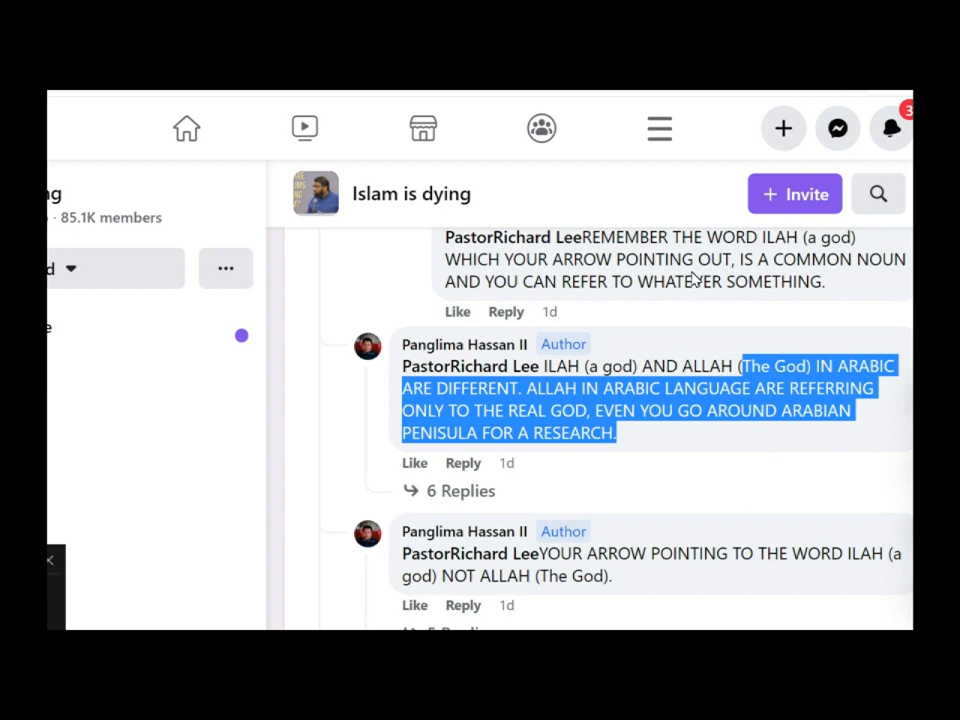 3
ng
Islam is dying
+ Invite
· 85.1K members
d
PastorRichard LeeREMEMBER THE WORD ILAH (a god)
WHICH YOUR ARROW POINTING OUT, IS A COMMON NOUN
AND YOU CAN REFER TO WHATEVER SOMETHING.
Like Reply 1d
e
Panglima Hassan II Author
PastorRichard Lee ILAH (a god) AND ALLAH (The God) IN ARABIC
ARE DIFFERENT. ALLAH IN ARABIC LANGUAGE ARE REFERRING
ONLY TO THE REAL GOD, EVEN YOU GO AROUND ARABIAN
PENISULA FOR A RESEARCH.
Like Reply 1d
6 Replies
Panglima Hassan II Author
PastorRichard LeeYOUR ARROW POINTING TO THE WORD ILAH (a
god) NOT ALLAH (The God).
Like Reply 1d